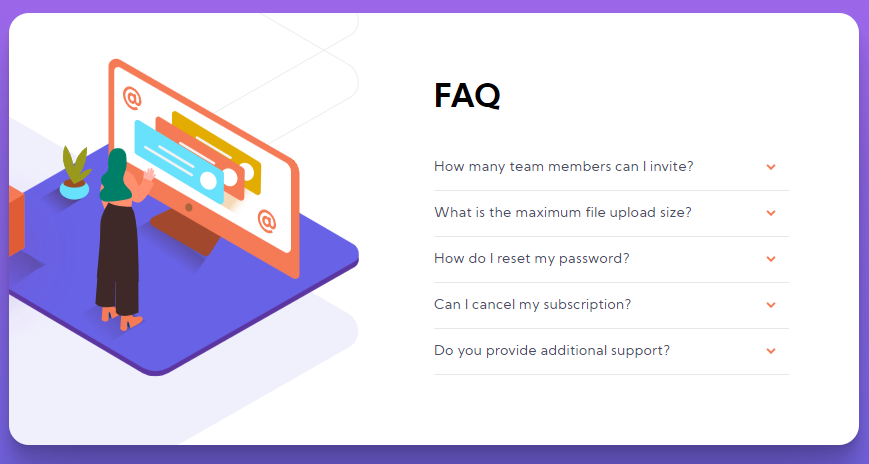 @
@
FAQ
How many team members can I invite?
What is the maximum file upload size?
How do I reset my password?
Can I cancel my subscription?
Do you provide additional support?